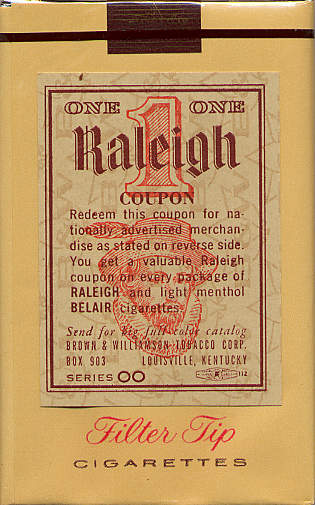 ONE 1 ONE
Raleigh
COUPON
Redeem this coupon for na-
tionally advertised merchan-
dise as stated on reverse side.
You get a valuable Raleigh
coupon on every package of
RALEIGH and light menthol
BELAIR cigarettes.
Send for big full-color catalog
BROWN & WILLIAMSON TOBACCO CORP.
BOX 903 LOUISVILLE, KENTUCKY
SERIES OO 112
Filter Tip
CIGARETTES